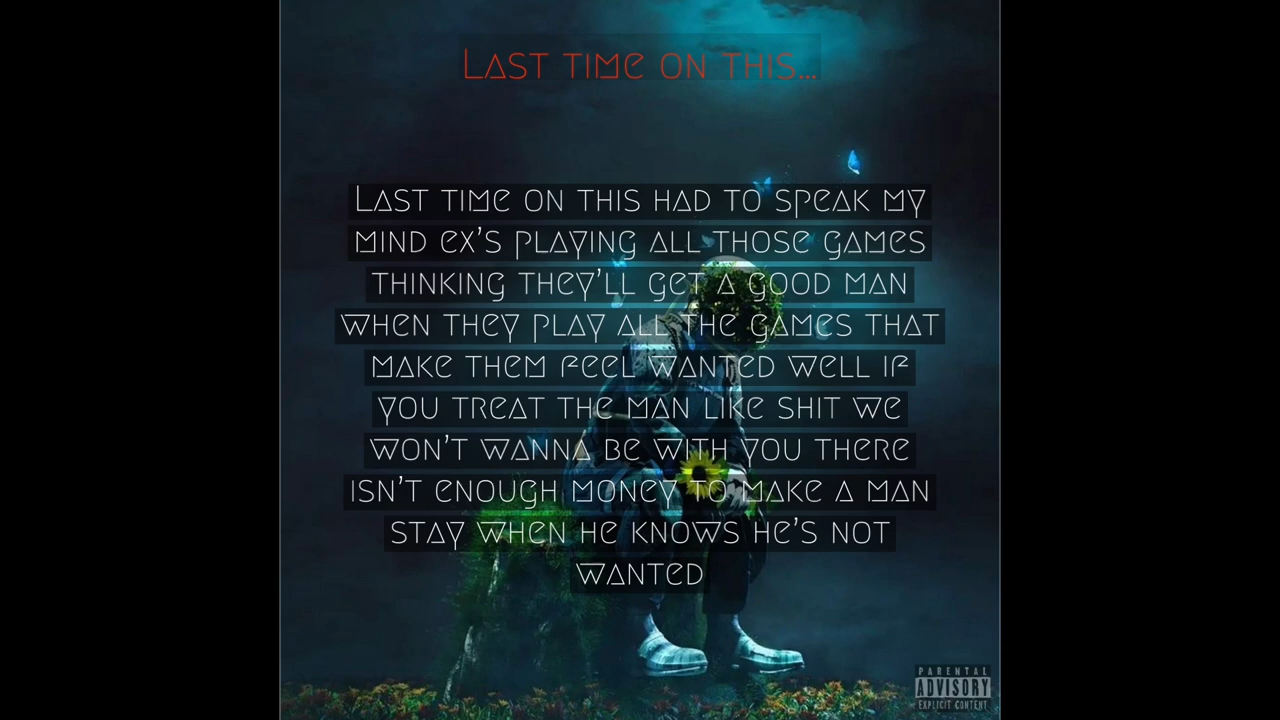 Last time on this...
Last time on this had to speak my
mind ex's playing all those games
thinking they'll get a good man
when they play all the games that
make them feel wanted well if
you treat the man like shit we
won't wanna be with you there
isn't enough money to make a man
stay when he knows he's not
wanted
PARENTAL
ADVISORY
EXPLICIT CONTENT